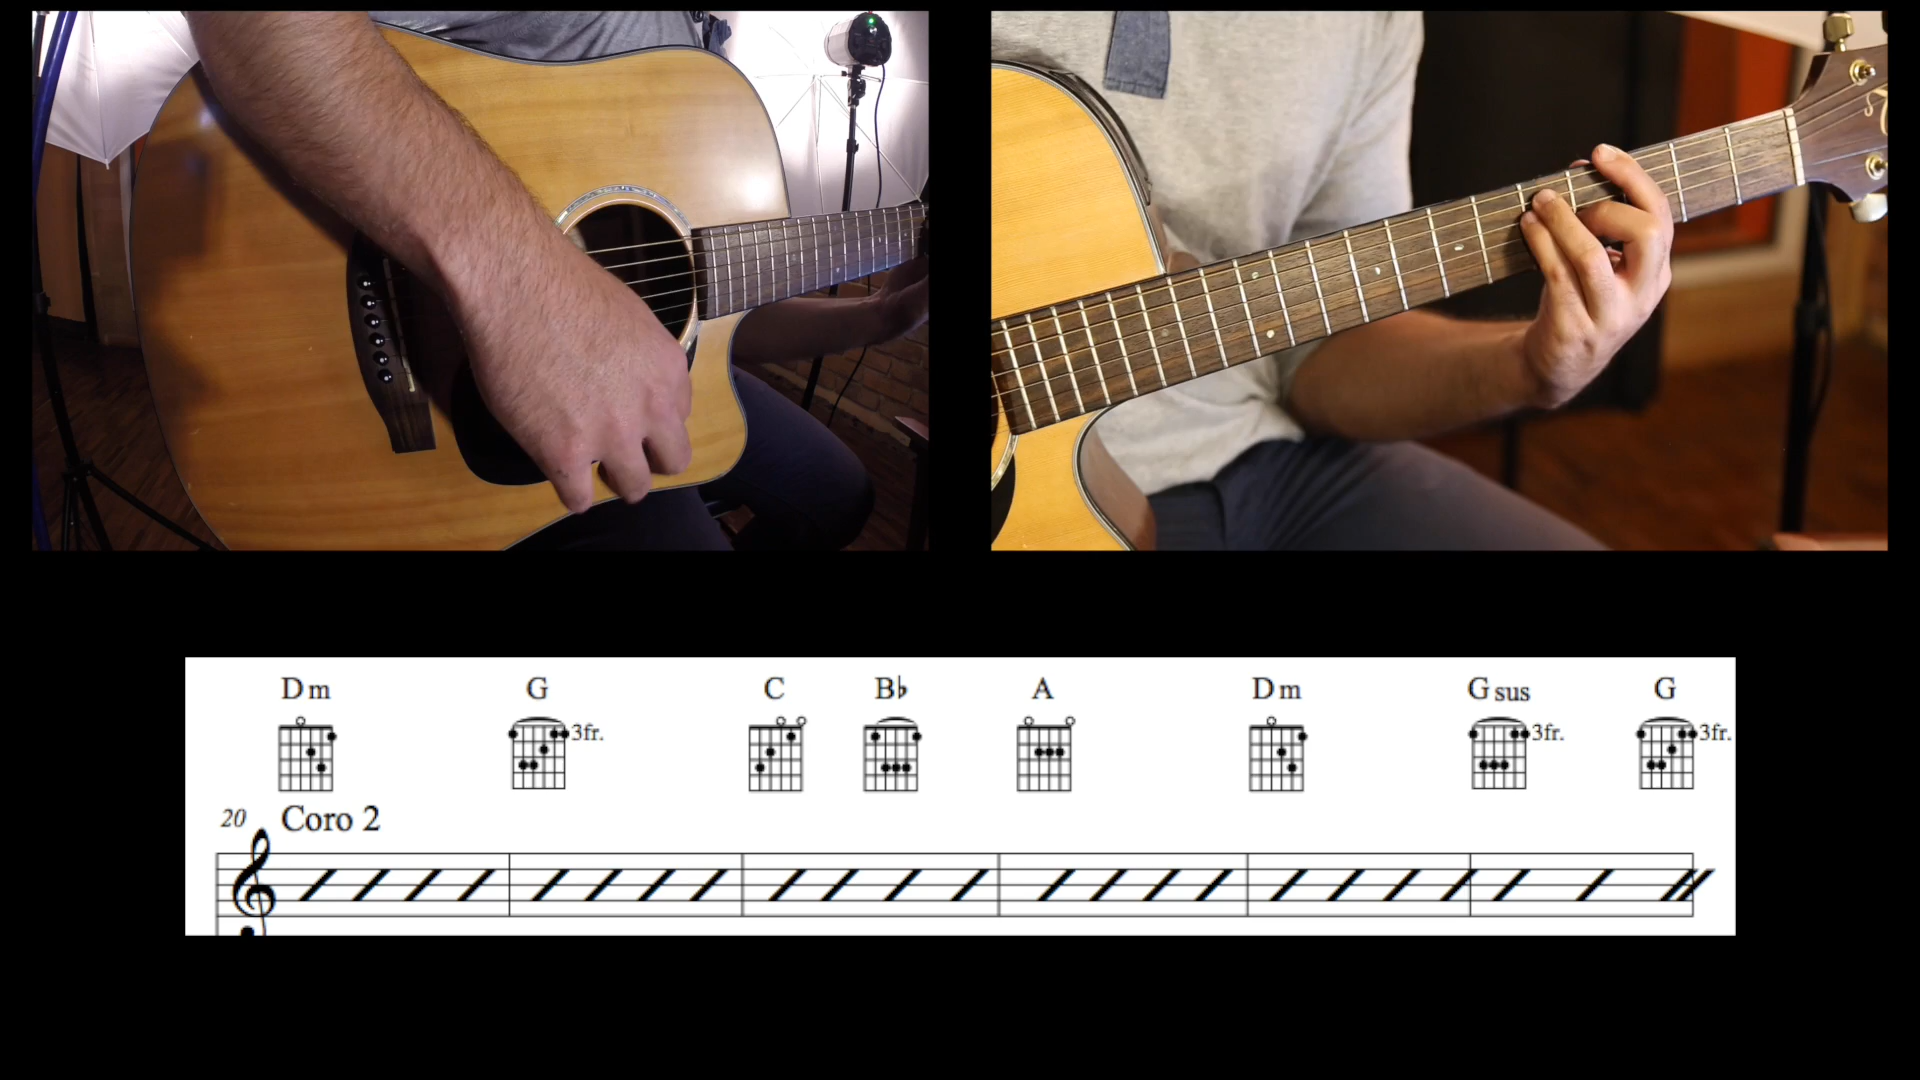 Dm G C B♭ A Dm Gsus G
3fr. 3fr. 3fr.
20 Coro 2